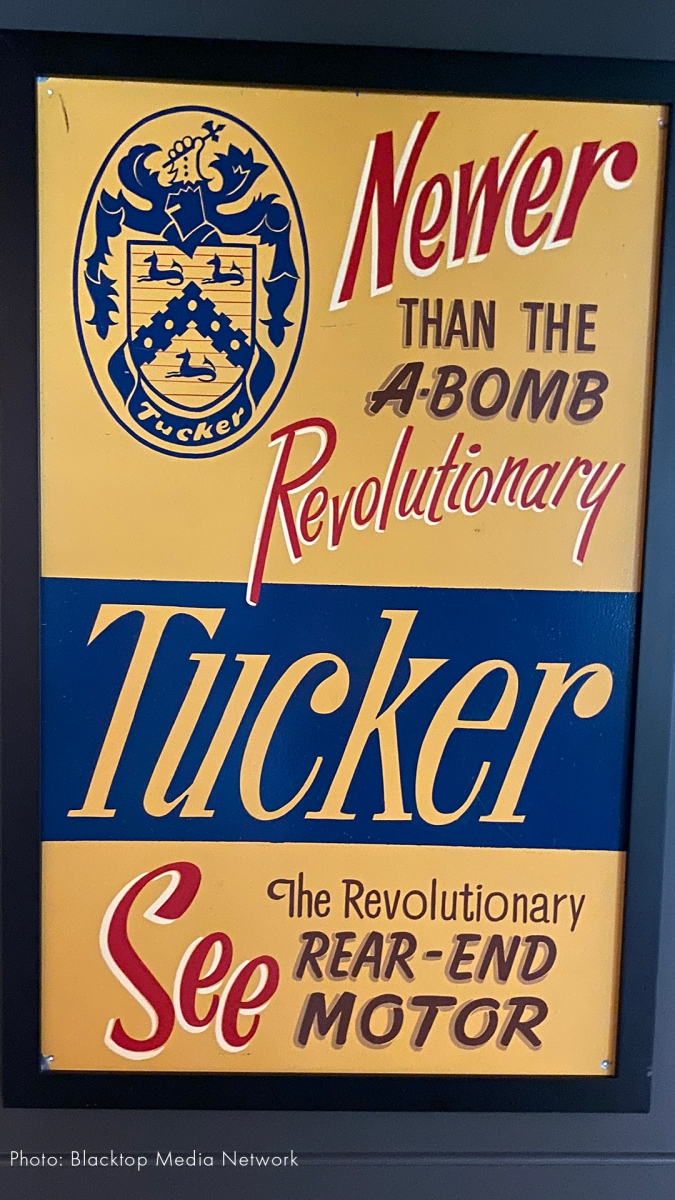 Newer
THAN THE
A-BOMB
Tucker
Revolutionary
Tucker
See
The Revolutionary
REAR-END
MOTOR
Photo: Blacktop Media Network